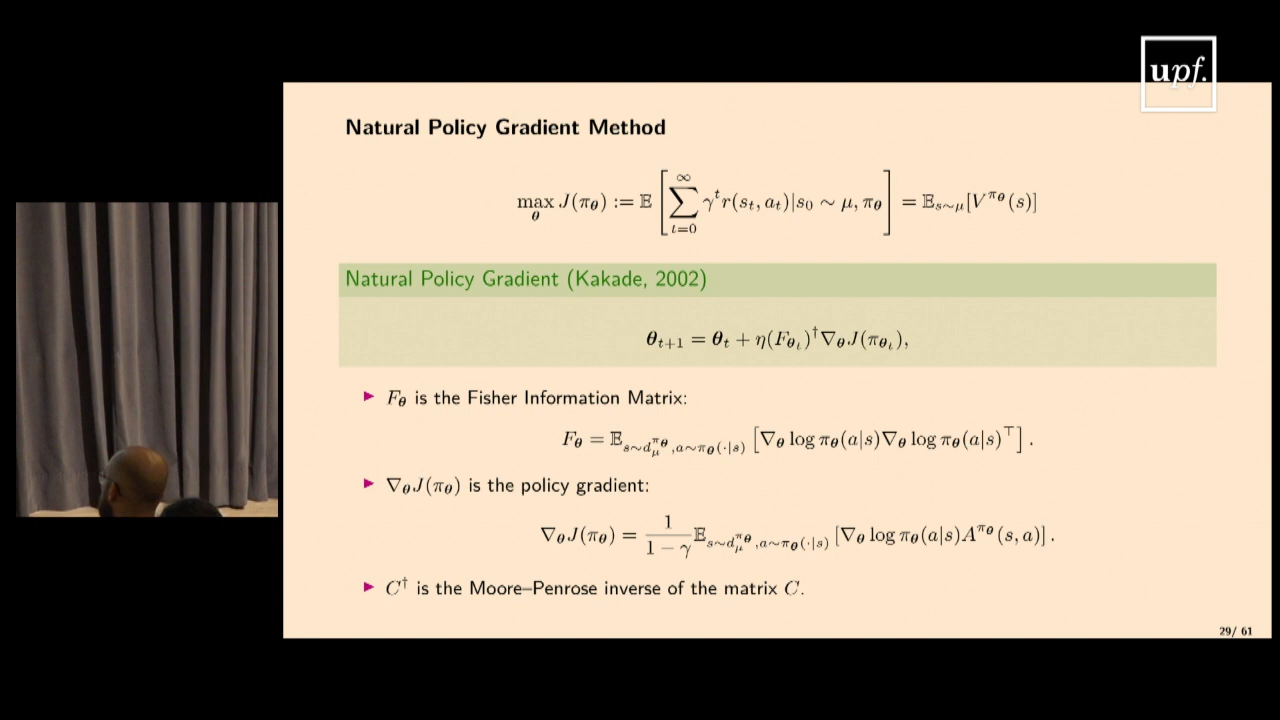 upf.
Natural Policy Gradient Method
max_θ J(π_θ) := 𝔼 [ ∑_{t=0}^{∞} γ^t r(s_t, a_t)|s_0 ∼ μ, π_θ ] = 𝔼_{s∼μ}[V^{π_θ}(s)]
Natural Policy Gradient (Kakade, 2002)
θ_{t+1} = θ_t + η(F_{θ_t})^† ∇_θ J(π_{θ_t}),
▶ F_θ is the Fisher Information Matrix:
F_θ = 𝔼_{s∼d_μ^{π_θ}, a∼π_θ(·|s)} [∇_θ log π_θ(a|s)∇_θ log π_θ(a|s)^⊤] .
▶ ∇_θ J(π_θ) is the policy gradient:
∇_θ J(π_θ) = \frac{1}{1 − γ} 𝔼_{s∼d_μ^{π_θ}, a∼π_θ(·|s)} [∇_θ log π_θ(a|s)A^{π_θ}(s, a)] .
▶ C^† is the Moore–Penrose inverse of the matrix C.
29/ 61